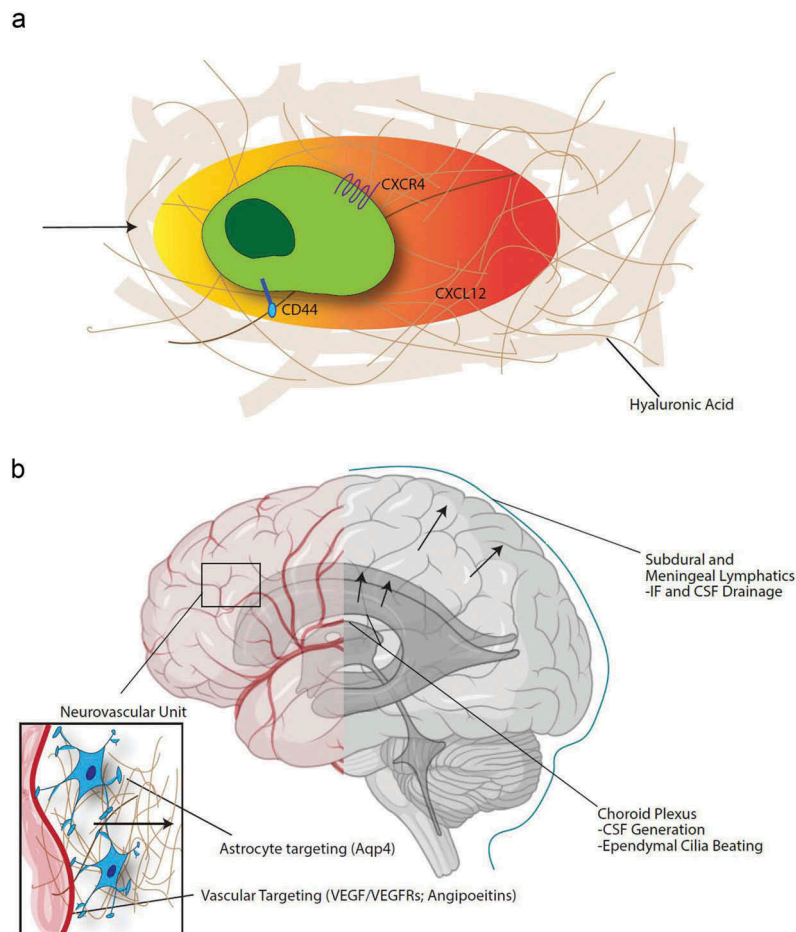 a
CXCR4
CXCL12
CD44
Hyaluronic Acid
b
Subdural and
Meningeal Lymphatics
-IF and CSF Drainage
Neurovascular Unit
Choroid Plexus
-CSF Generation
-Ependymal Cilia Beating
Astrocyte targeting (Aqp4)
Vascular Targeting (VEGF/VEGFRs; Angipoeitins)